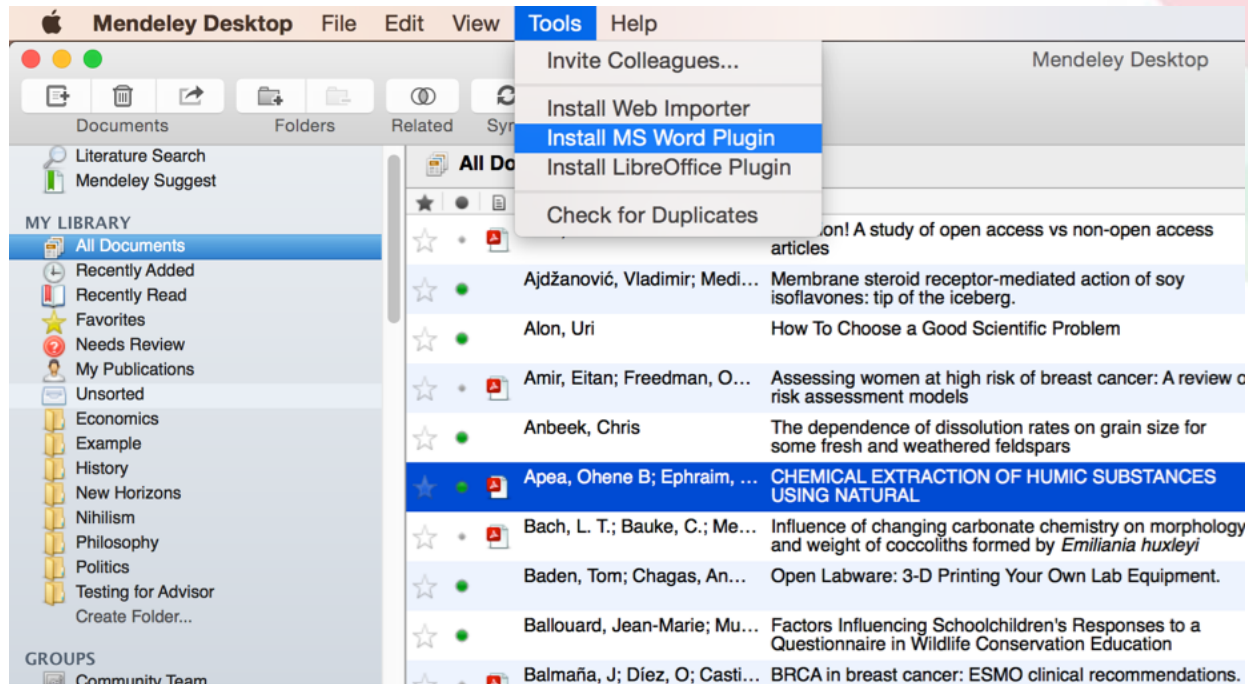 Mendeley Desktop File Edit View Tools Help
Invite Colleagues...
Install Web Importer
Install MS Word Plugin
Install LibreOffice Plugin
Check for Duplicates
Mendeley Desktop
Documents Folders Related Syn
Literature Search
Mendeley Suggest
MY LIBRARY
All Documents
Recently Added
Recently Read
Favorites
Needs Review
My Publications
Unsorted
Economics
Example
History
New Horizons
Nihilism
Philosophy
Politics
Testing for Advisor
Create Folder...
GROUPS
Community Team
All Do
on! A study of open access vs non-open access
articles
Ajdžanović, Vladimir; Medi... Membrane steroid receptor-mediated action of soy
isoflavones: tip of the iceberg.
Alon, Uri How To Choose a Good Scientific Problem
Amir, Eitan; Freedman, O... Assessing women at high risk of breast cancer: A review o
risk assessment models
Anbeek, Chris The dependence of dissolution rates on grain size for
some fresh and weathered feldspars
Apea, Ohene B; Ephraim, ... CHEMICAL EXTRACTION OF HUMIC SUBSTANCES
USING NATURAL
Bach, L. T.; Bauke, C.; Me... Influence of changing carbonate chemistry on morphology
and weight of coccoliths formed by Emiliania huxleyi
Baden, Tom; Chagas, An... Open Labware: 3-D Printing Your Own Lab Equipment.
Ballouard, Jean-Marie; Mu... Factors Influencing Schoolchildren's Responses to a
Questionnaire in Wildlife Conservation Education
Balmaña, J; Díez, O; Casti... BRCA in breast cancer: ESMO clinical recommendations.